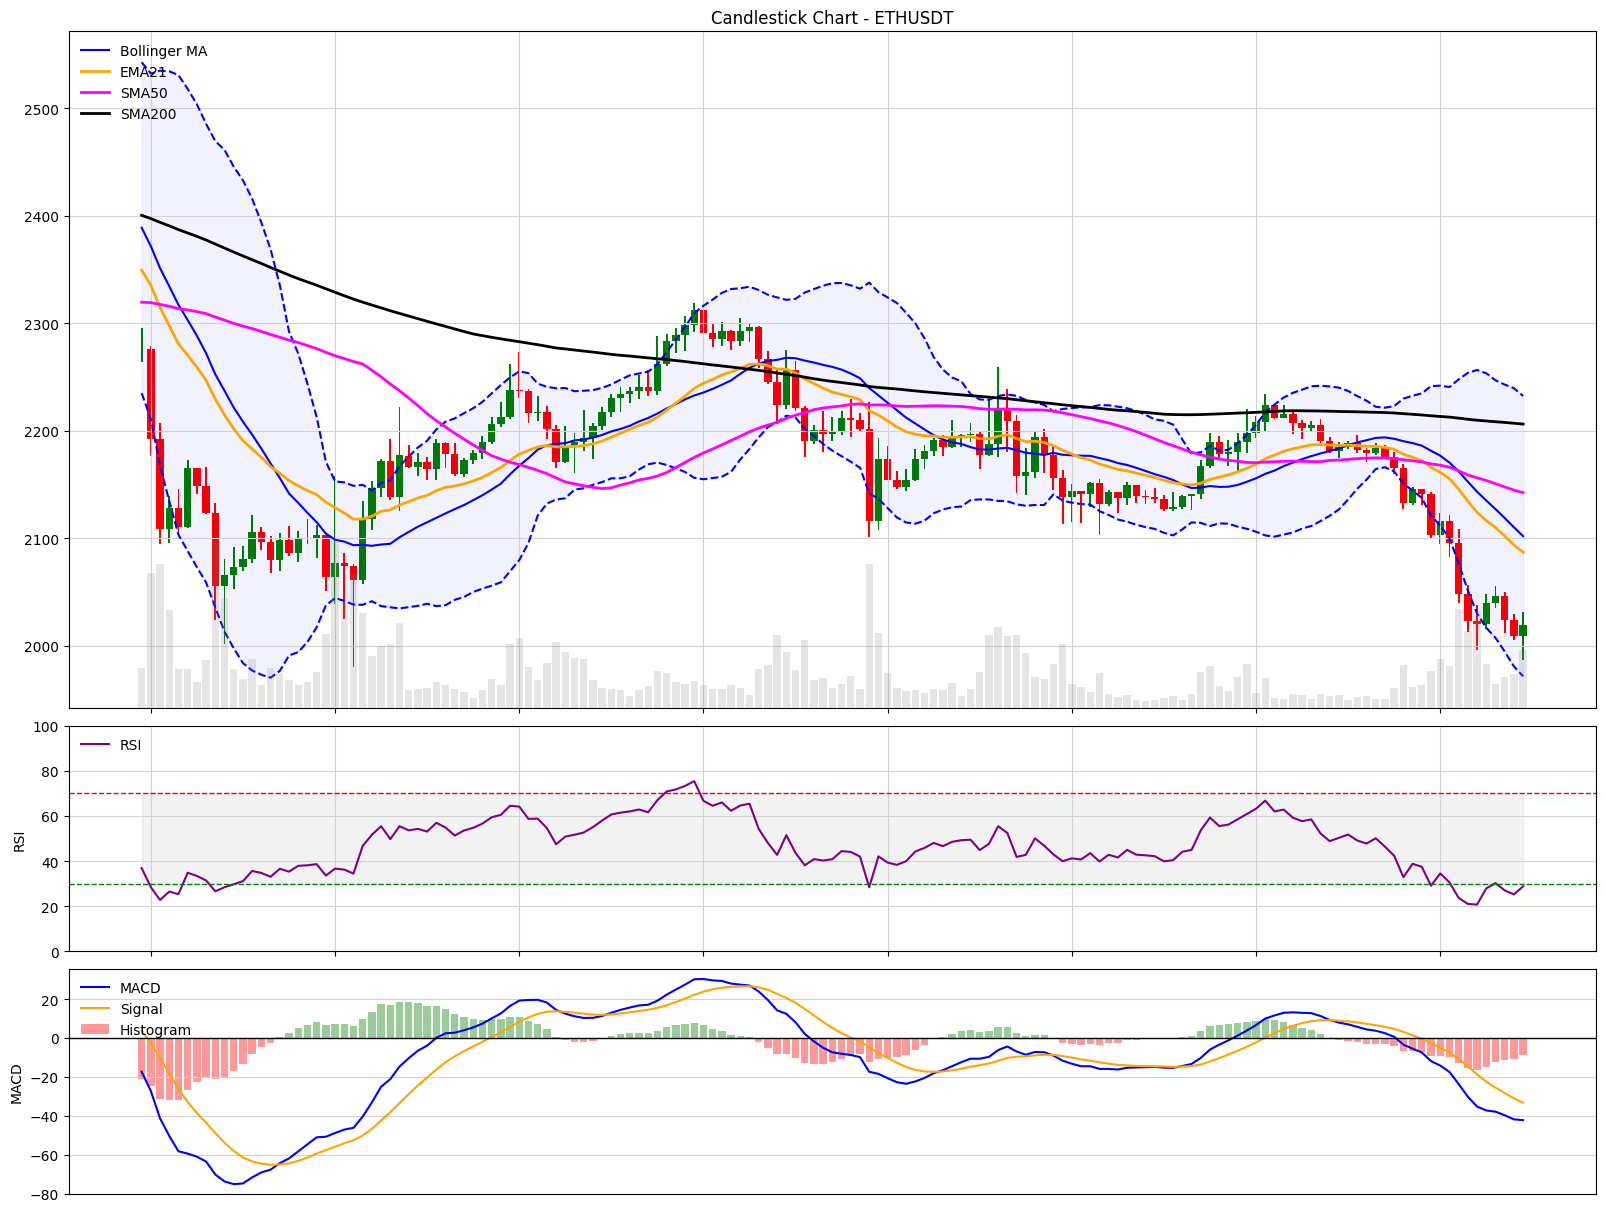 Candlestick Chart - ETHUSDT
Bollinger MA
EMA21
SMA50
SMA200
2500
2400
2300
2200
2100
2000
RSI
100
80
60
40
20
0
RSI
MACD
Signal
Histogram
20
0
−20
−40
−60
−80
MACD